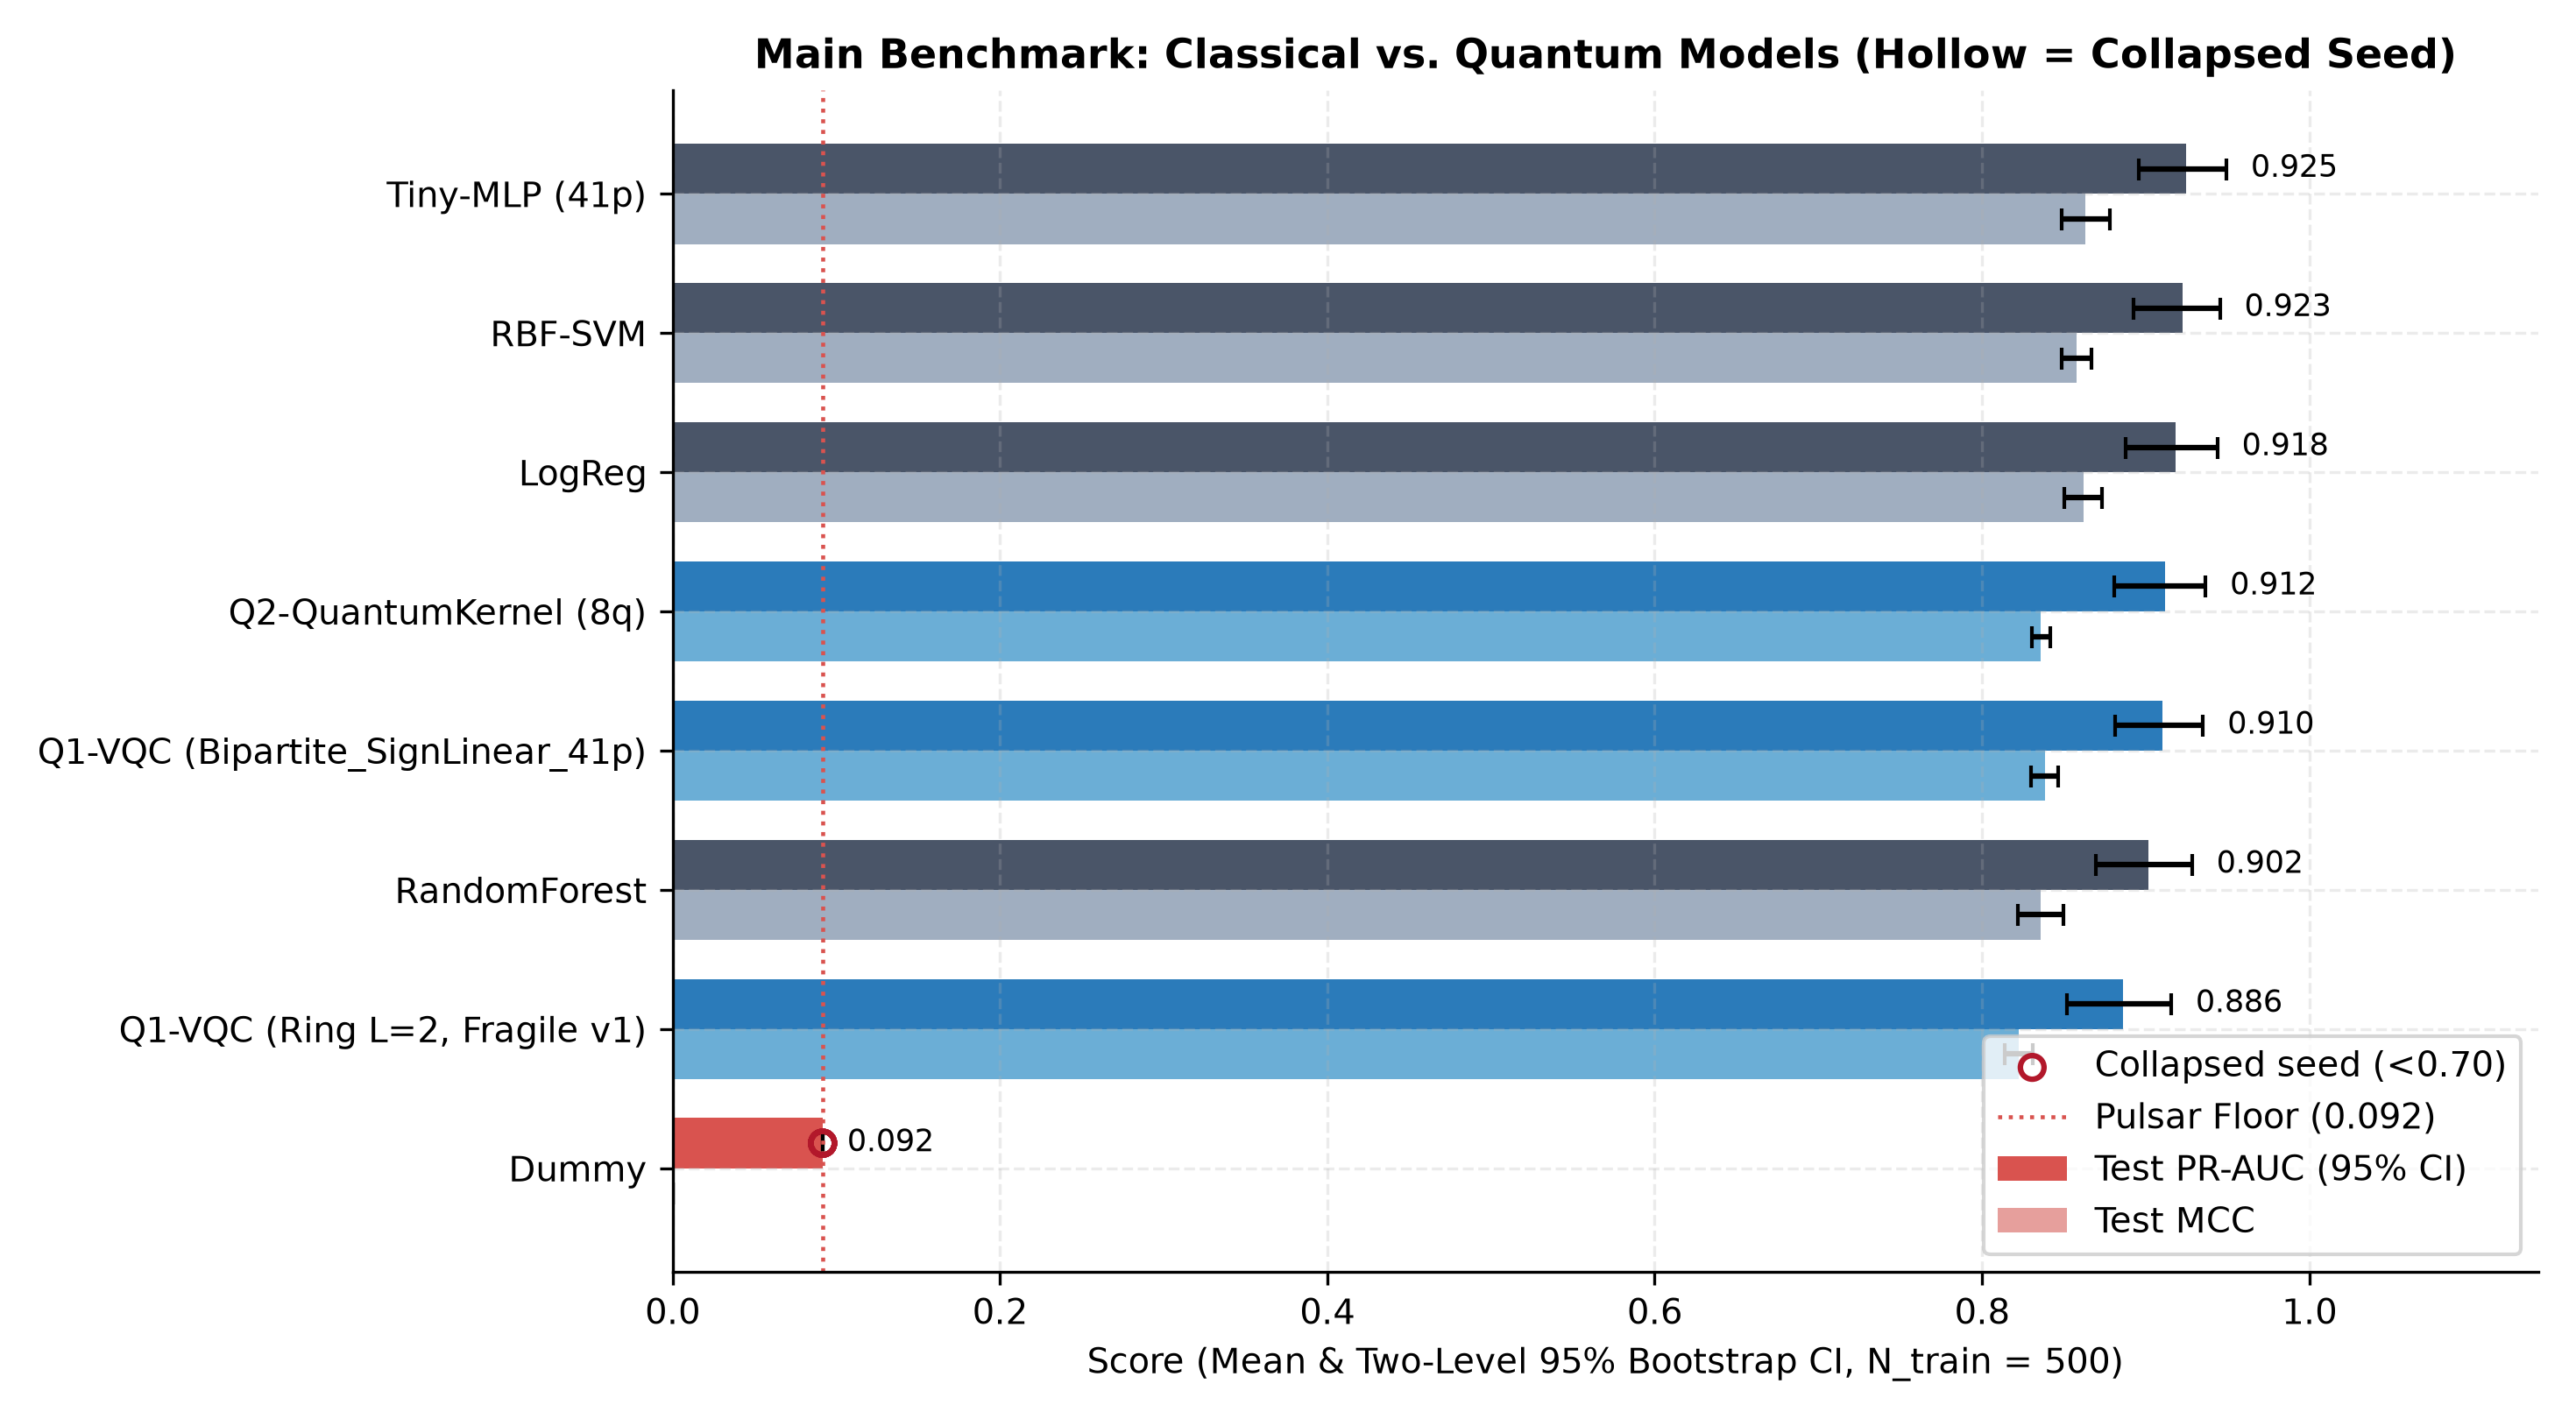 Main Benchmark: Classical vs. Quantum Models (Hollow = Collapsed Seed)
Tiny-MLP (41p)
0.925
RBF-SVM
0.923
LogReg
0.918
Q2-QuantumKernel (8q)
0.912
Q1-VQC (Bipartite_SignLinear_41p)
0.910
RandomForest
0.902
Q1-VQC (Ring L=2, Fragile v1)
0.886
Dummy
0.092
Collapsed seed (<0.70)
Pulsar Floor (0.092)
Test PR-AUC (95% CI)
Test MCC
0.0 0.2 0.4 0.6 0.8 1.0
Score (Mean & Two-Level 95% Bootstrap CI, N_train = 500)